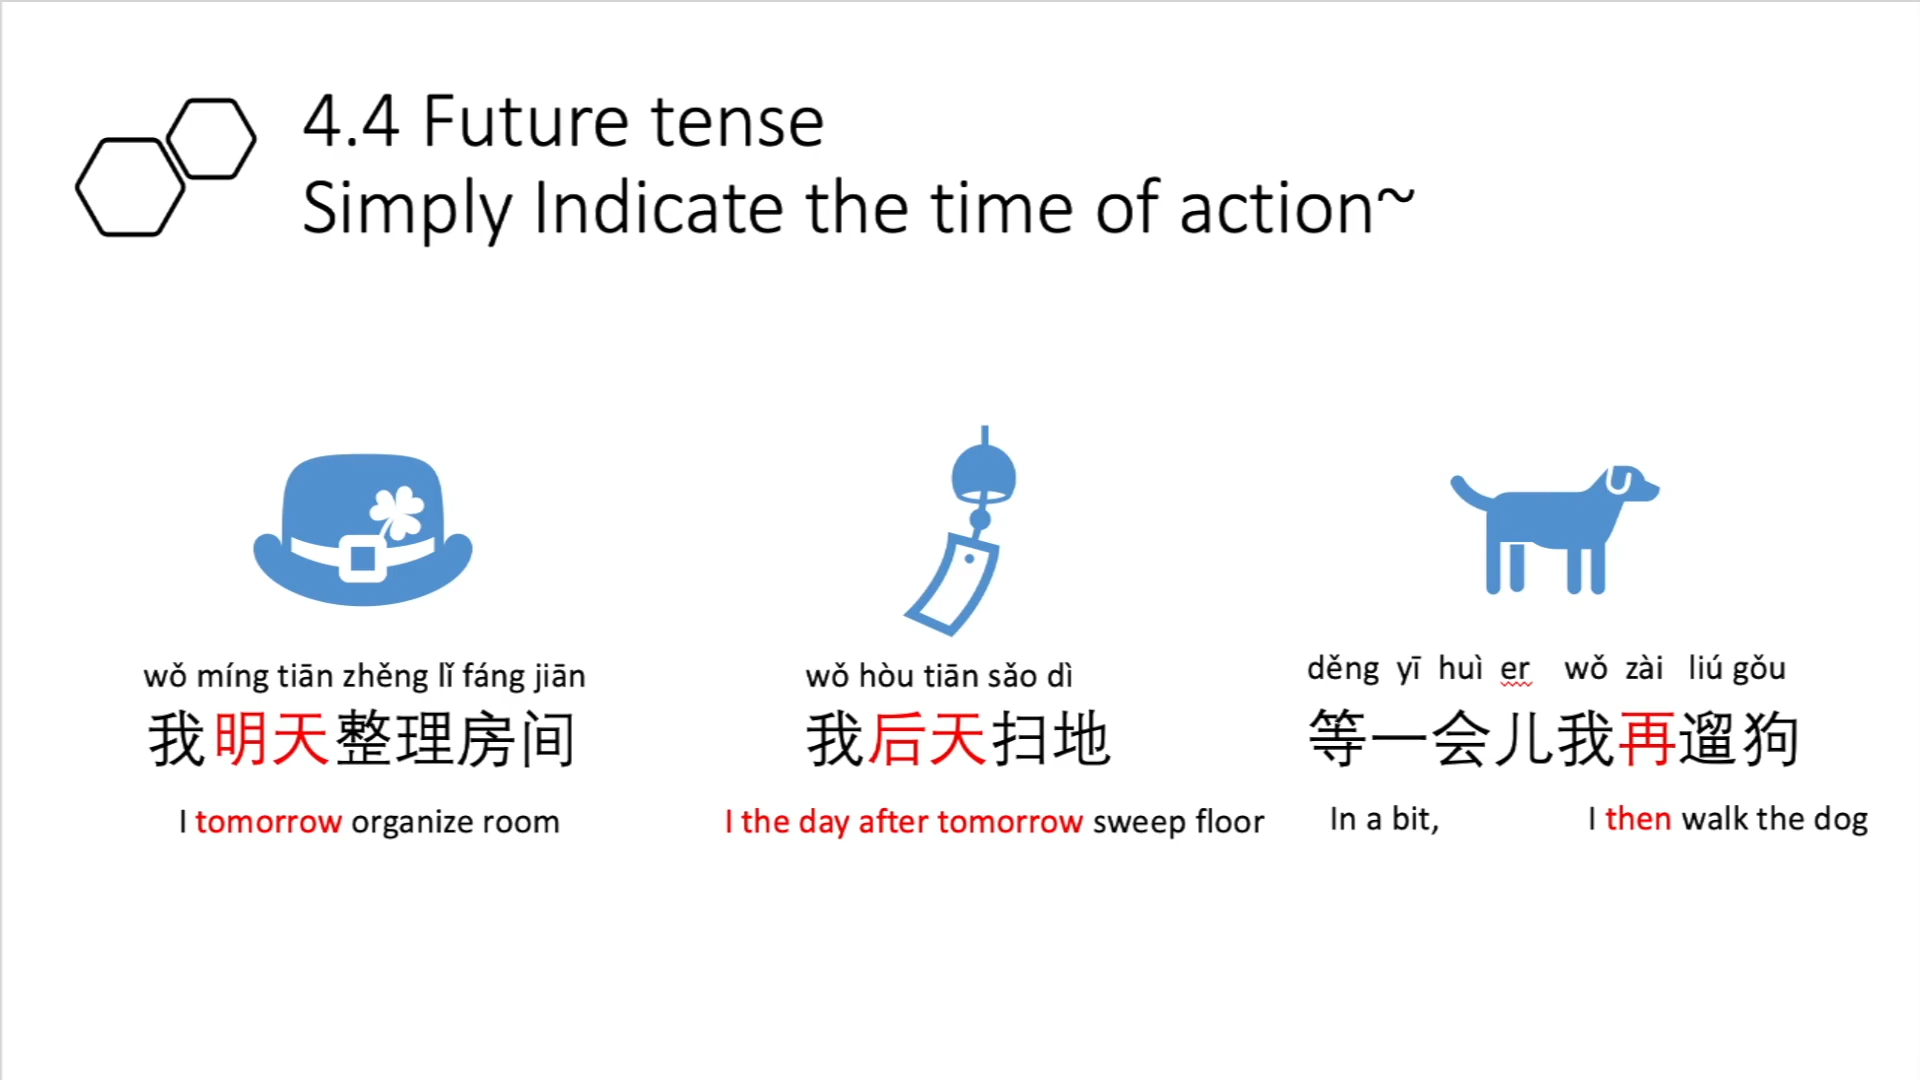 4.4 Future tense
Simply Indicate the time of action~
wǒ míng tiān zhěng lǐ fáng jiān
我明天整理房间
I tomorrow organize room
wǒ hòu tiān sǎo dì
我后天扫地
I the day after tomorrow sweep floor
děng yī huì er wǒ zài liú gǒu
等一会儿我再遛狗
In a bit, I then walk the dog